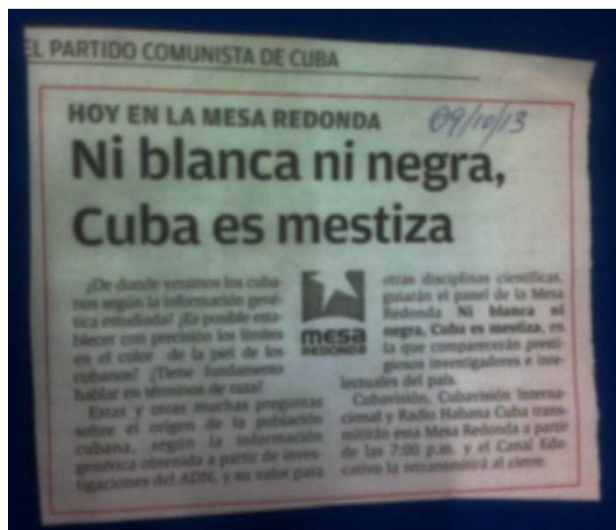 EL PARTIDO COMUNISTA DE CUBA
HOY EN LA MESA REDONDA
09/10/13
Ni blanca ni negra,
Cuba es mestiza
¿De donde venimos los cuba-
nos según la información gené-
tica estudiada? ¿Es posible esta-
blecer con precisión los límites
en el color de la piel de los
cubanos? ¿Tiene fundamento
hablar en términos de raza?
Estas y otras muchas preguntas
sobre el origen de la población
cubana, según la información
genética obtenida a partir de inves-
tigaciones del ADN, y su valor para
mesa
REDONDA
otras disciplinas científicas,
guiarán el panel de la Mesa
Redonda Ni blanca ni
negra, Cuba es mestiza, en
la que comparecerán presti-
giosos investigadores e inte-
lectuales del país.
Cubavisión, Cubavisión Interna-
cional y Radio Habana Cuba trans-
mitirán esta Mesa Redonda a partir
de las 7:00 p.m. y el Canal Edu-
cativo la retransmitirá al cierre.